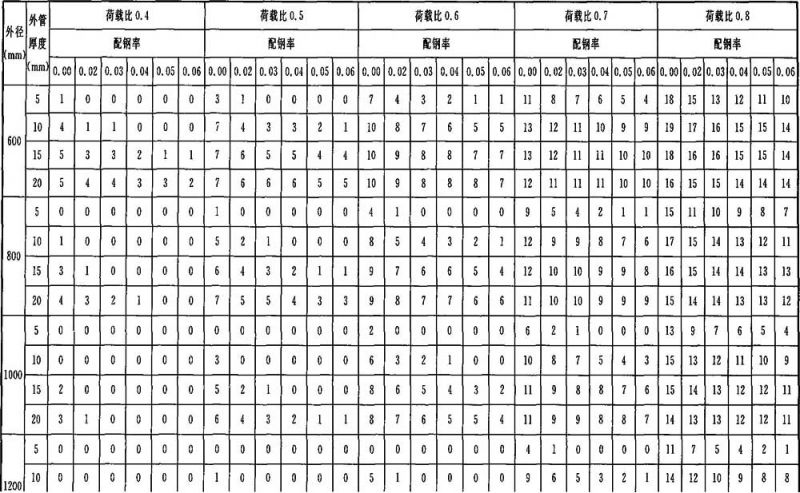 外径 (mm) 外管厚度 (mm) 荷载比0.4 荷载比0.5 荷载比0.6 荷载比0.7 荷载比0.8
配钢率 配钢率 配钢率 配钢率 配钢率
0.00 0.02 0.03 0.04 0.05 0.06 0.00 0.02 0.03 0.04 0.05 0.06 0.00 0.02 0.03 0.04 0.05 0.06 0.00 0.02 0.03 0.04 0.05 0.06 0.00 0.02 0.03 0.04 0.05 0.06
600
5 1 0 0 0 0 0 3 1 0 0 0 0 7 4 3 2 1 1 11 8 7 6 5 4 18 15 13 12 11 10
10 4 1 1 0 0 0 7 4 3 3 2 1 10 8 7 6 5 5 13 12 11 10 9 9 19 17 16 15 15 14
15 5 3 3 2 1 1 7 6 5 5 4 4 10 9 8 8 7 7 13 12 11 11 10 10 18 16 16 15 15 14
20 5 4 4 3 3 2 7 6 6 6 5 5 10 9 8 8 8 7 12 11 11 11 10 10 16 15 15 14 14 14
800
5 0 0 0 0 0 0 1 0 0 0 0 0 4 1 0 0 0 0 9 5 4 2 1 1 15 11 10 9 8 7
10 1 0 0 0 0 0 5 2 1 0 0 0 8 5 4 3 2 1 12 9 9 8 7 6 17 15 14 13 12 11
15 3 1 0 0 0 0 6 4 3 2 1 1 9 7 6 6 5 4 12 10 10 9 9 8 16 15 14 14 13 13
20 4 3 2 1 0 0 7 5 5 4 3 3 9 8 7 7 6 6 11 10 10 9 9 9 15 14 14 13 13 12
1000
5 0 0 0 0 0 0 0 0 0 0 0 0 2 0 0 0 0 0 6 2 1 0 0 0 13 9 7 6 5 4
10 0 0 0 0 0 0 3 0 0 0 0 0 6 3 2 1 0 0 10 8 7 5 4 3 15 13 12 11 10 9
15 2 0 0 0 0 0 5 2 1 0 0 0 8 6 5 4 3 2 11 9 8 8 7 6 15 14 13 12 12 11
20 3 1 0 0 0 0 6 4 3 2 1 1 8 7 6 5 5 4 11 9 9 8 8 7 14 13 13 12 12 11
1200
5 0 0 0 0 0 0 0 0 0 0 0 0 0 0 0 0 0 0 4 1 0 0 0 0 11 7 5 4 2 1
10 0 0 0 0 0 0 1 0 0 0 0 0 5 1 0 0 0 0 9 6 5 3 2 1 14 12 10 9 8 8